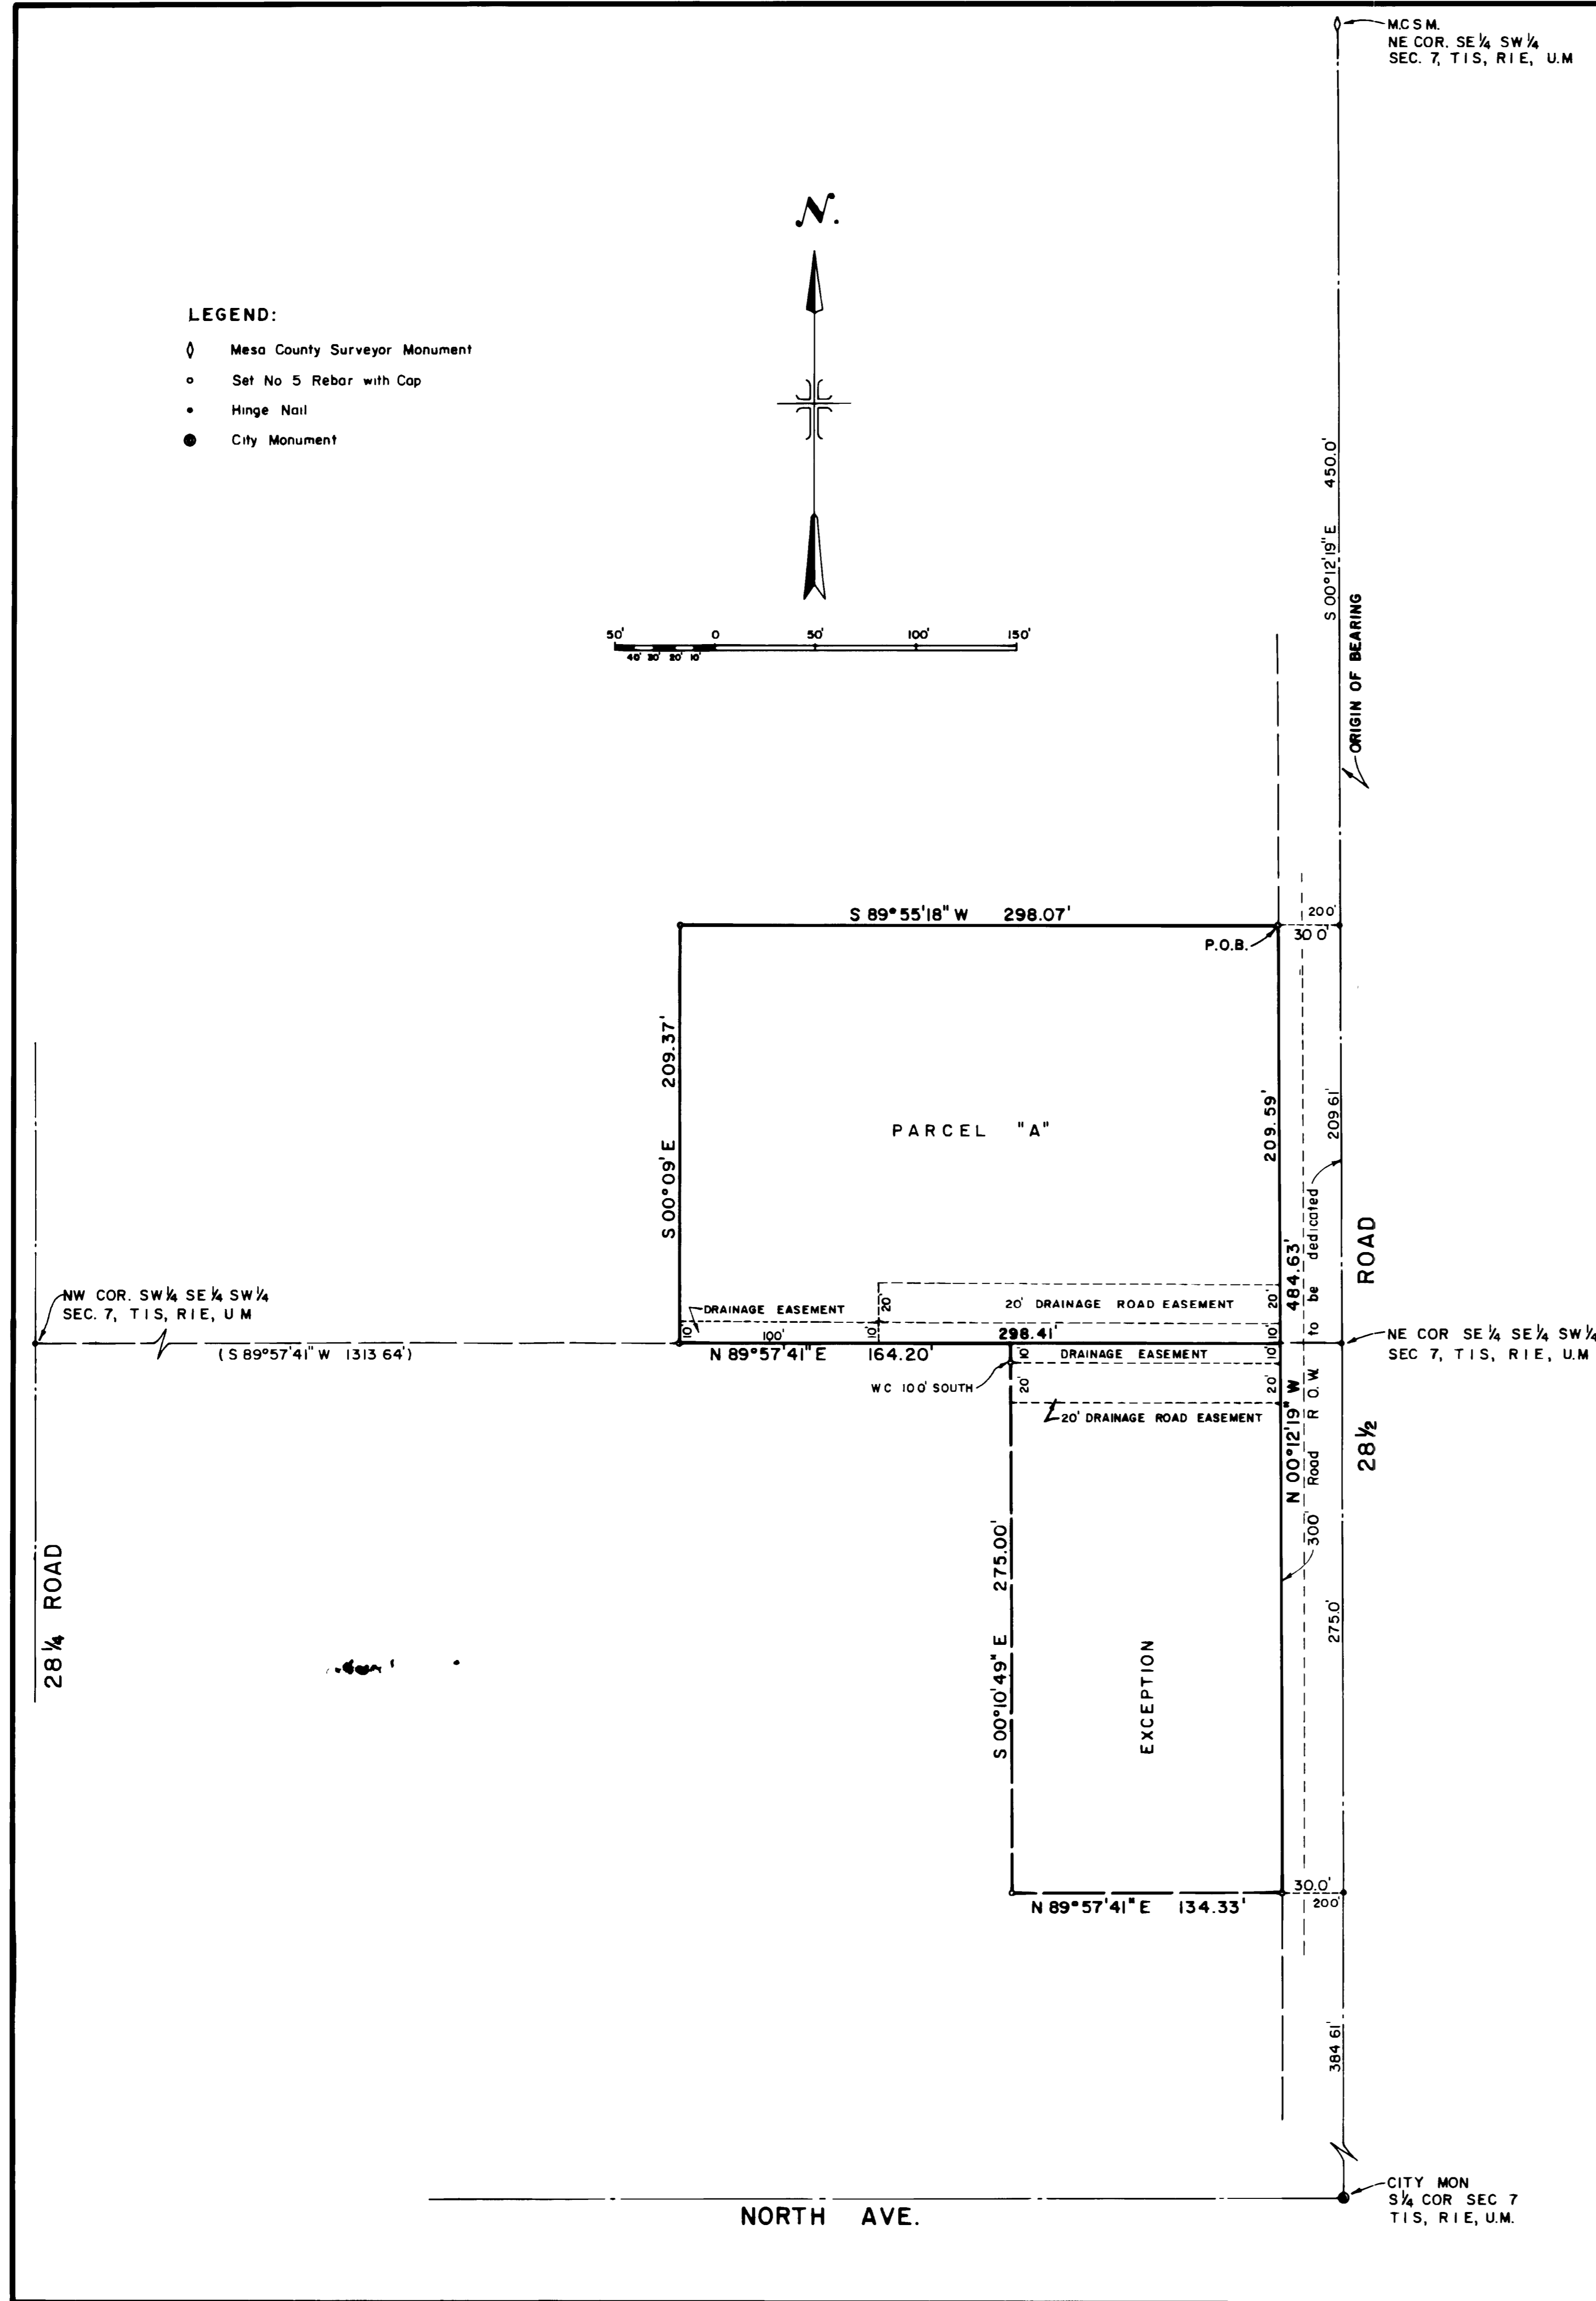 M.C.S.M.
NE COR. SE 1/4 SW 1/4
SEC. 7, T1S, R1E, U.M
N.
LEGEND:
Mesa County Surveyor Monument
Set No 5 Rebar with Cap
Hinge Nail
City Monument
S 00°12'19" E 450.0'
ORIGIN OF BEARING
50' 0 50' 100' 150'
40' 30' 20' 10'
S 89°55'18" W 298.07'
200'
30 0'
P.O.B.
S 00°09' E 209.37'
PARCEL "A"
209.59'
209 61'
N 00°12'19" W 484.63'
Road R O.W. to be dedicated
28 1/2 ROAD
NW COR. SW 1/4 SE 1/4 SW 1/4
SEC. 7, T1S, R1E, U M
DRAINAGE EASEMENT
20'
20' DRAINAGE ROAD EASEMENT
20'
10'
100'
10'
298.41'
10'
NE COR SE 1/4 SE 1/4 SW 1/4
SEC 7, T1S, R1E, U.M
(S 89°57'41" W 1313 64')
N 89°57'41" E 164.20'
10'
DRAINAGE EASEMENT
10'
WC 100' SOUTH
20'
20'
20' DRAINAGE ROAD EASEMENT
300'
28 1/4 ROAD
S 00°10'49" E 275.00'
EXCEPTION
275.0'
30.0'
200'
N 89°57'41" E 134.33'
384 61'
NORTH AVE.
CITY MON
S 1/4 COR SEC 7
T1S, R1E, U.M.